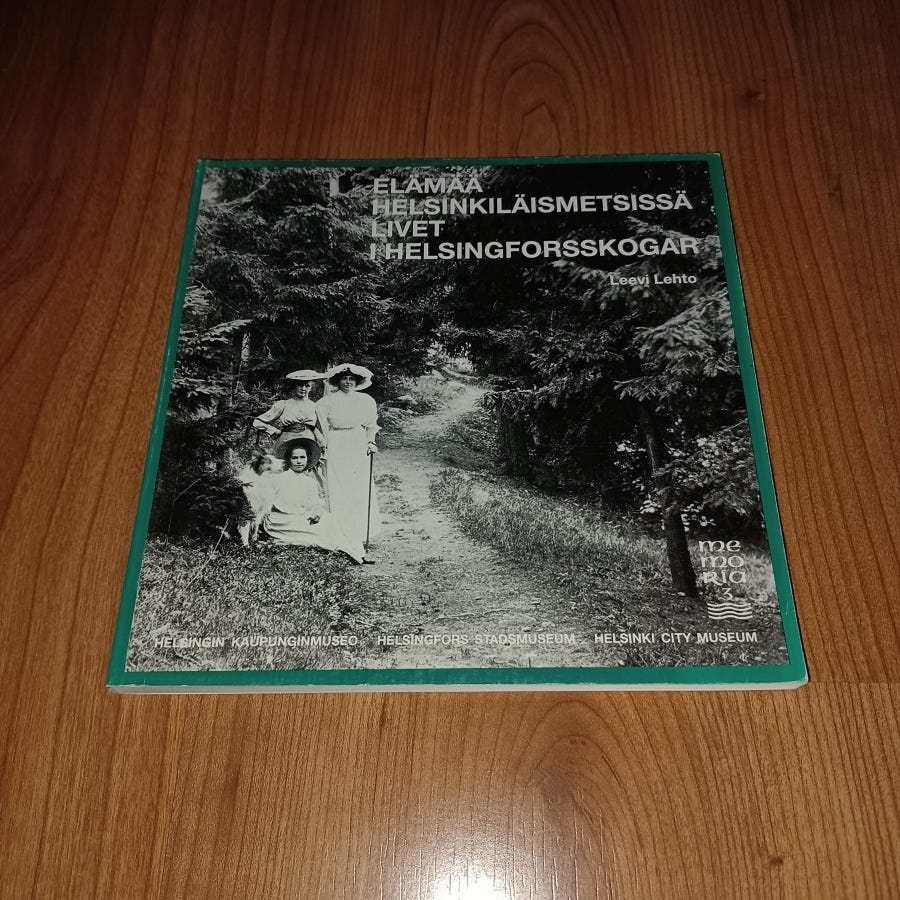 ELÄMÄÄ
HELSINKILÄISMETSISSÄ
LIVET
I HELSINGFORSSKOGAR
Leevi Lehto
me
mo
RIa
3
HELSINGIN KAUPUNGINMUSEO HELSINGFORS STADSMUSEUM HELSINKI CITY MUSEUM